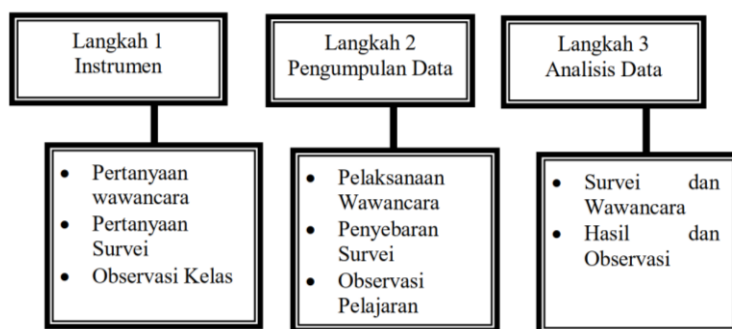 Langkah 1
Instrumen
• Pertanyaan
wawancara
• Pertanyaan
Survei
• Observasi Kelas
Langkah 2
Pengumpulan Data
• Pelaksanaan
Wawancara
• Penyebaran
Survei
• Observasi
Pelajaran
Langkah 3
Analisis Data
• Survei dan
Wawancara
• Hasil dan
Observasi